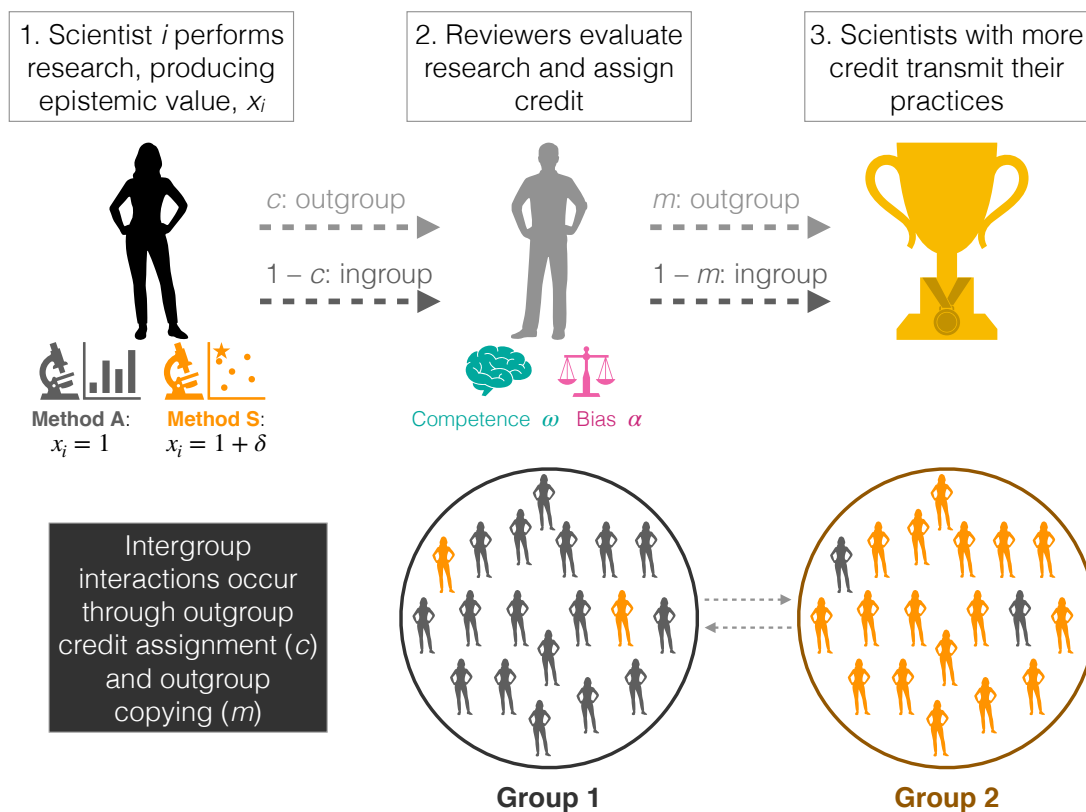 1. Scientist i performs
research, producing
epistemic value, xᵢ
2. Reviewers evaluate
research and assign
credit
3. Scientists with more
credit transmit their
practices
c: outgroup
1 – c: ingroup
m: outgroup
1 – m: ingroup
Method A:
xᵢ = 1
Method S:
xᵢ = 1 + δ
Competence ω
Bias α
Intergroup
interactions occur
through outgroup
credit assignment (c)
and outgroup
copying (m)
Group 1
Group 2